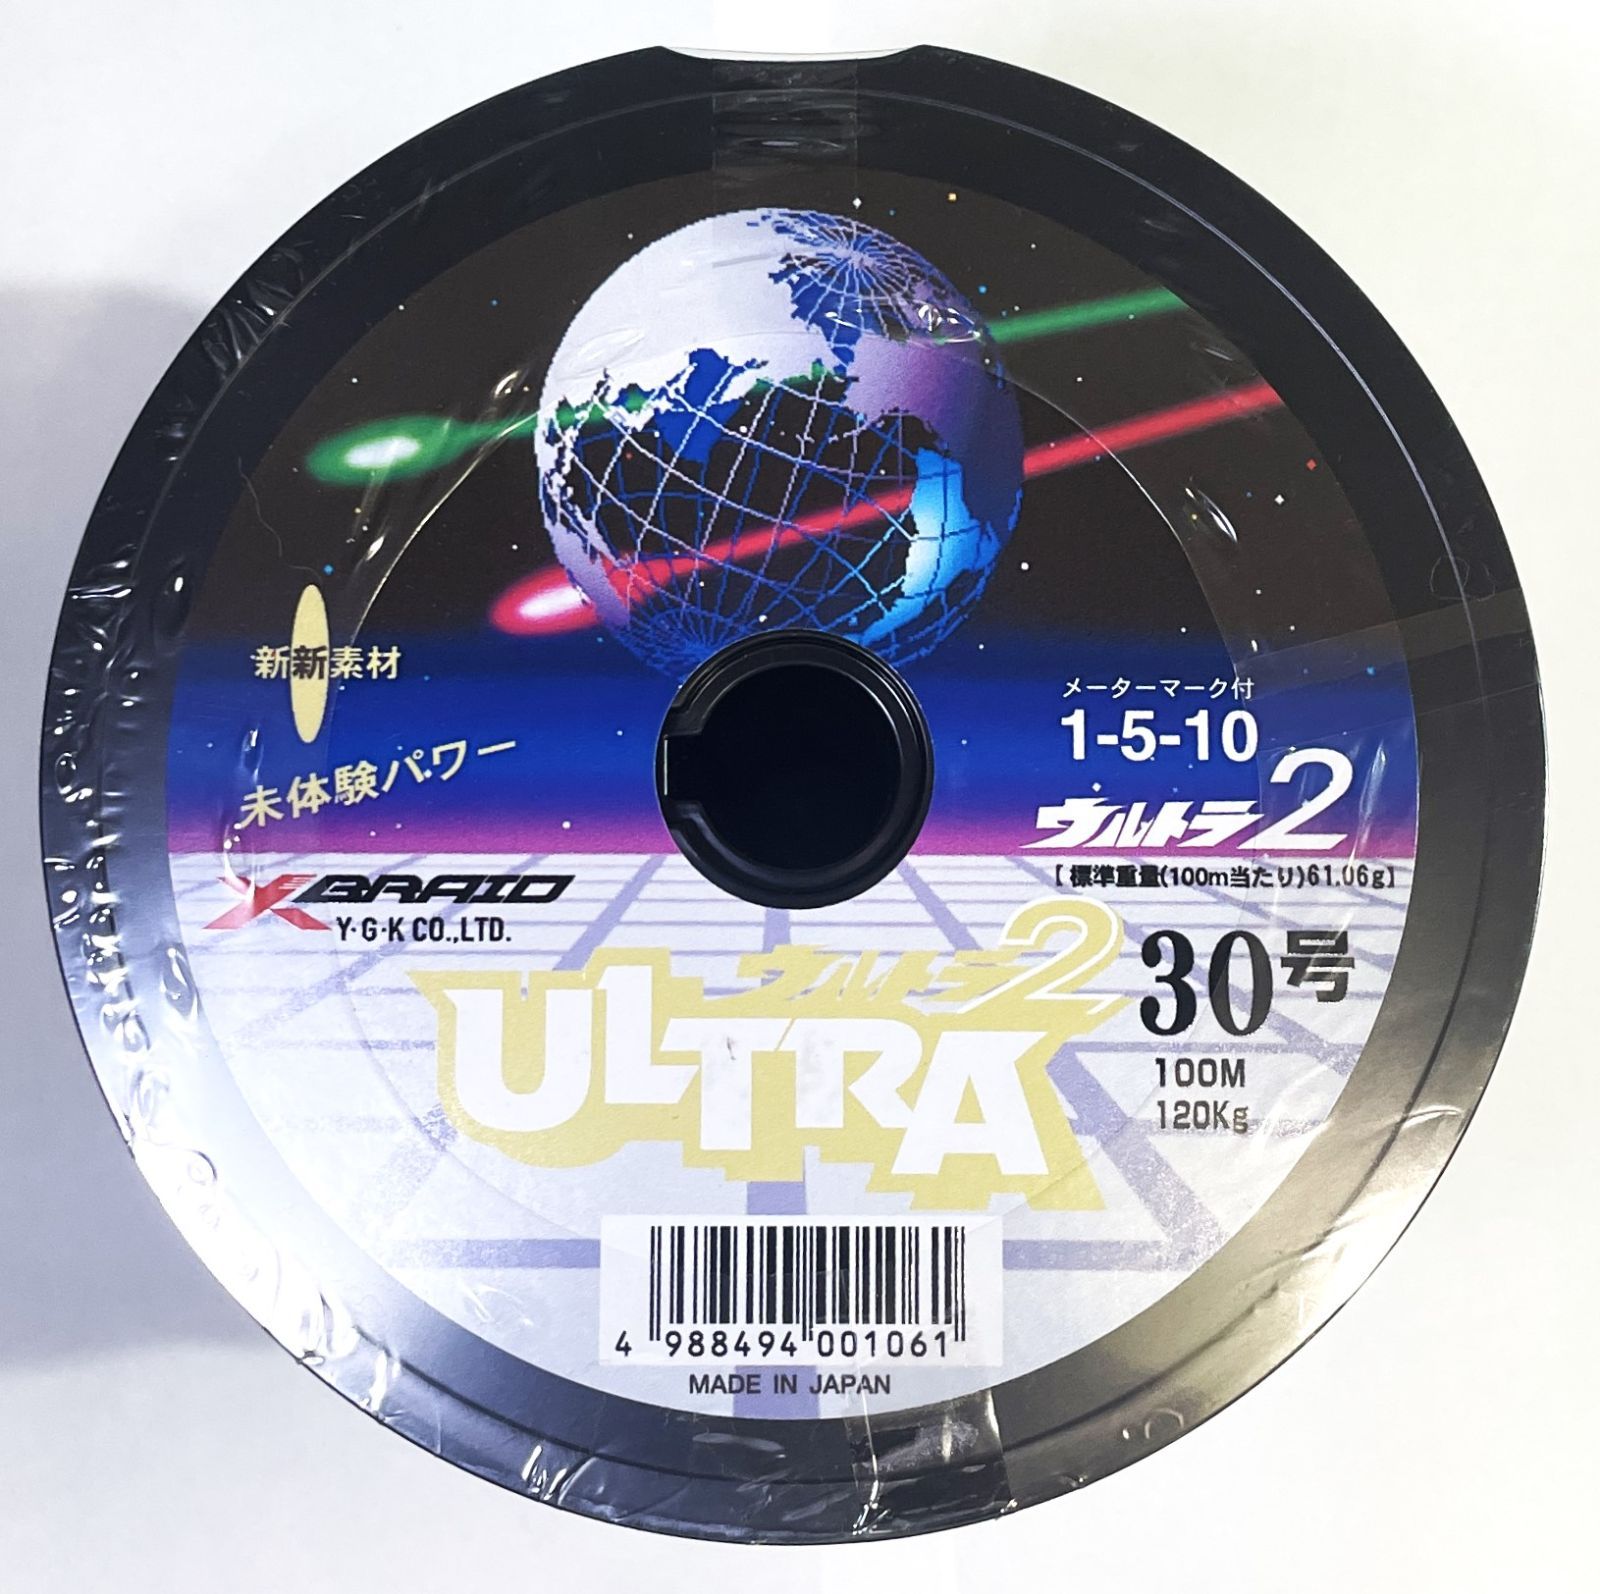 新新素材
未体験パワー
メーターマーク付
1-5-10
ウルトラ2
【標準重量(100m当たり)61.06g】
X BRAID
Y·G·K CO.,LTD.
ウルトラ2
ULTRA
30号
100M
120Kg
4 988494 001061
MADE IN JAPAN